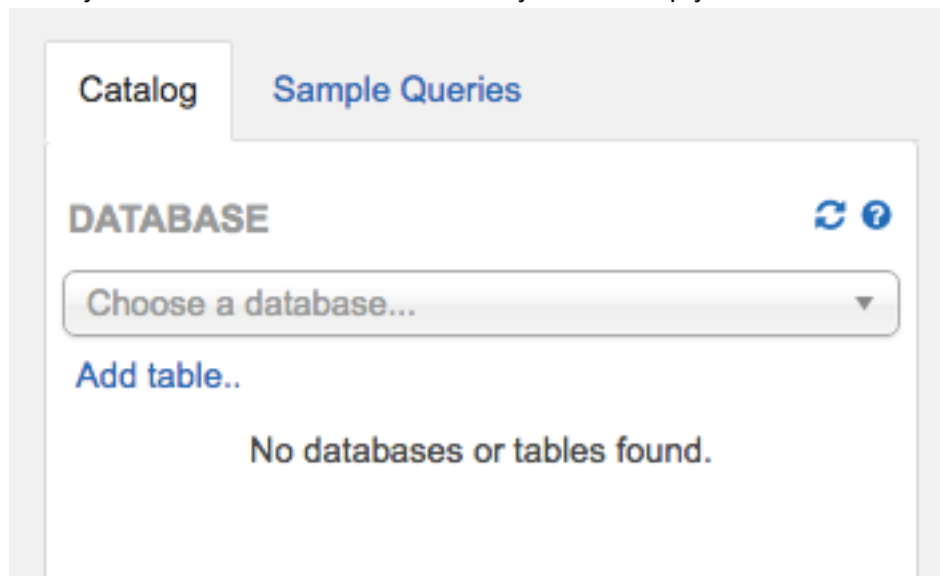 Catalog
Sample Queries
DATABASE
Choose a database...
Add table..
No databases or tables found.